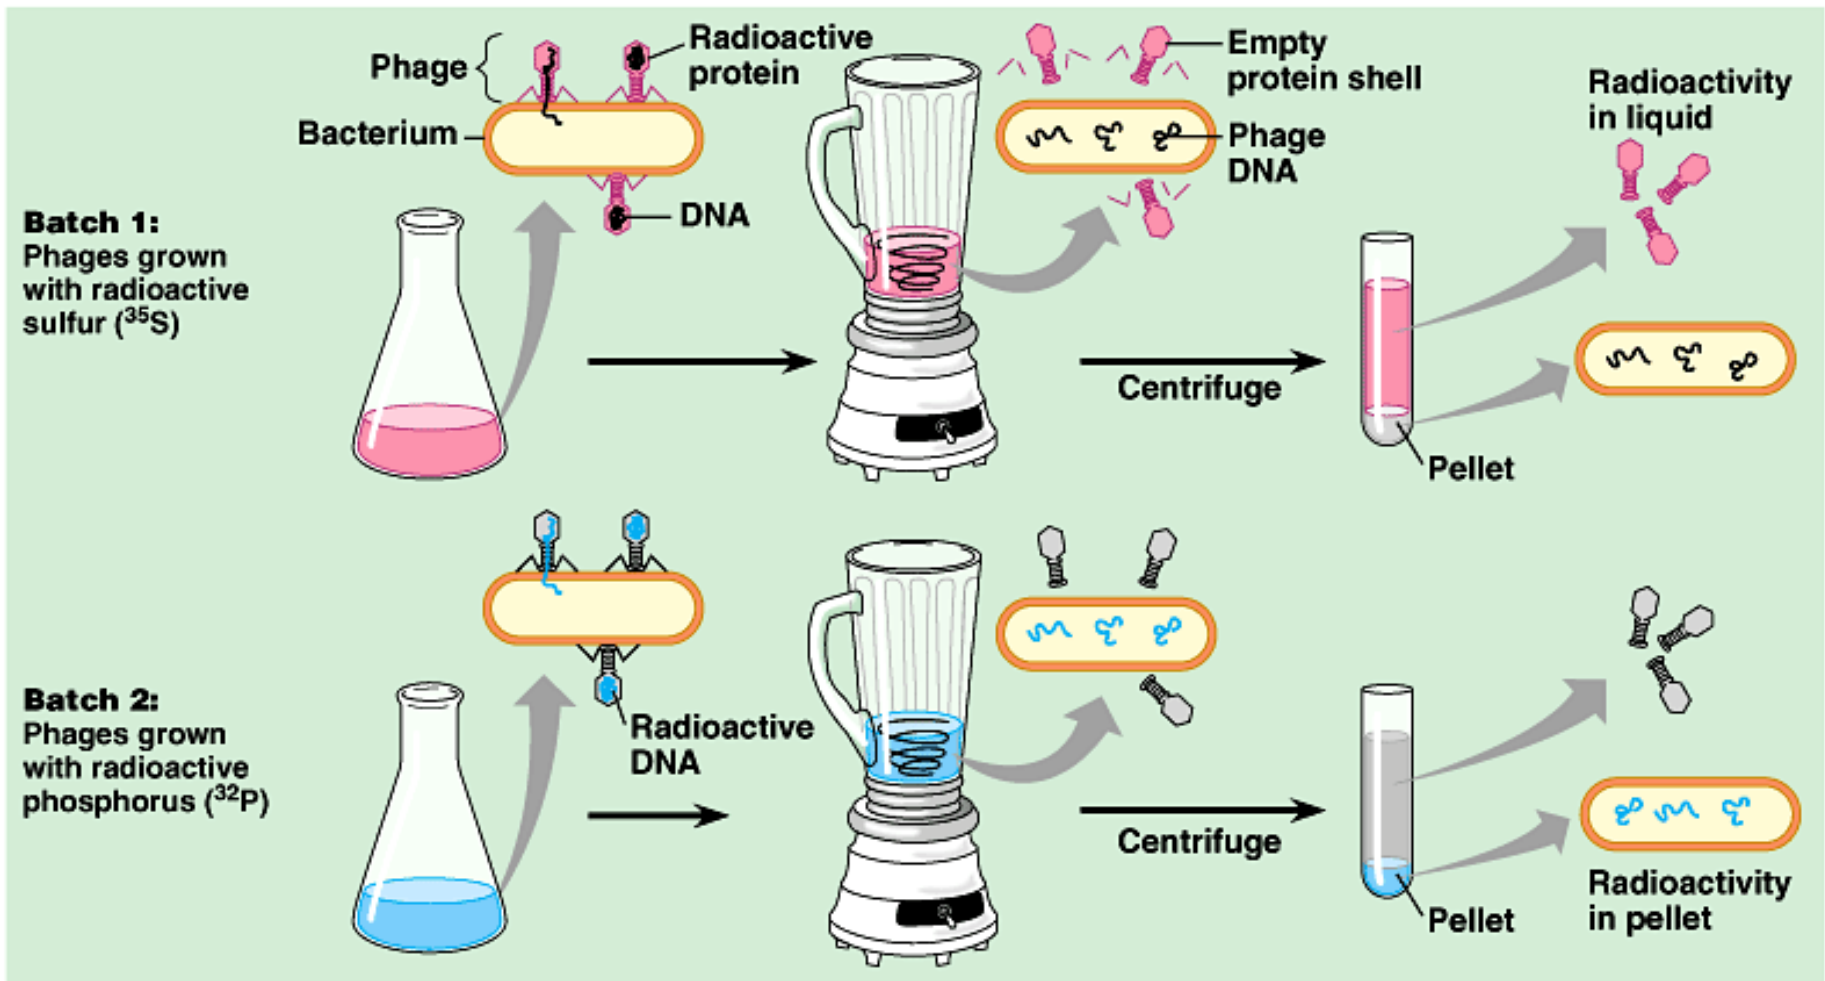 Phage
Radioactive
protein
Bacterium
DNA
Empty
protein shell
Phage
DNA
Radioactivity
in liquid
Batch 1:
Phages grown
with radioactive
sulfur (³⁵S)
Centrifuge
Pellet
Batch 2:
Phages grown
with radioactive
phosphorus (³²P)
Radioactive
DNA
Centrifuge
Pellet
Radioactivity
in pellet